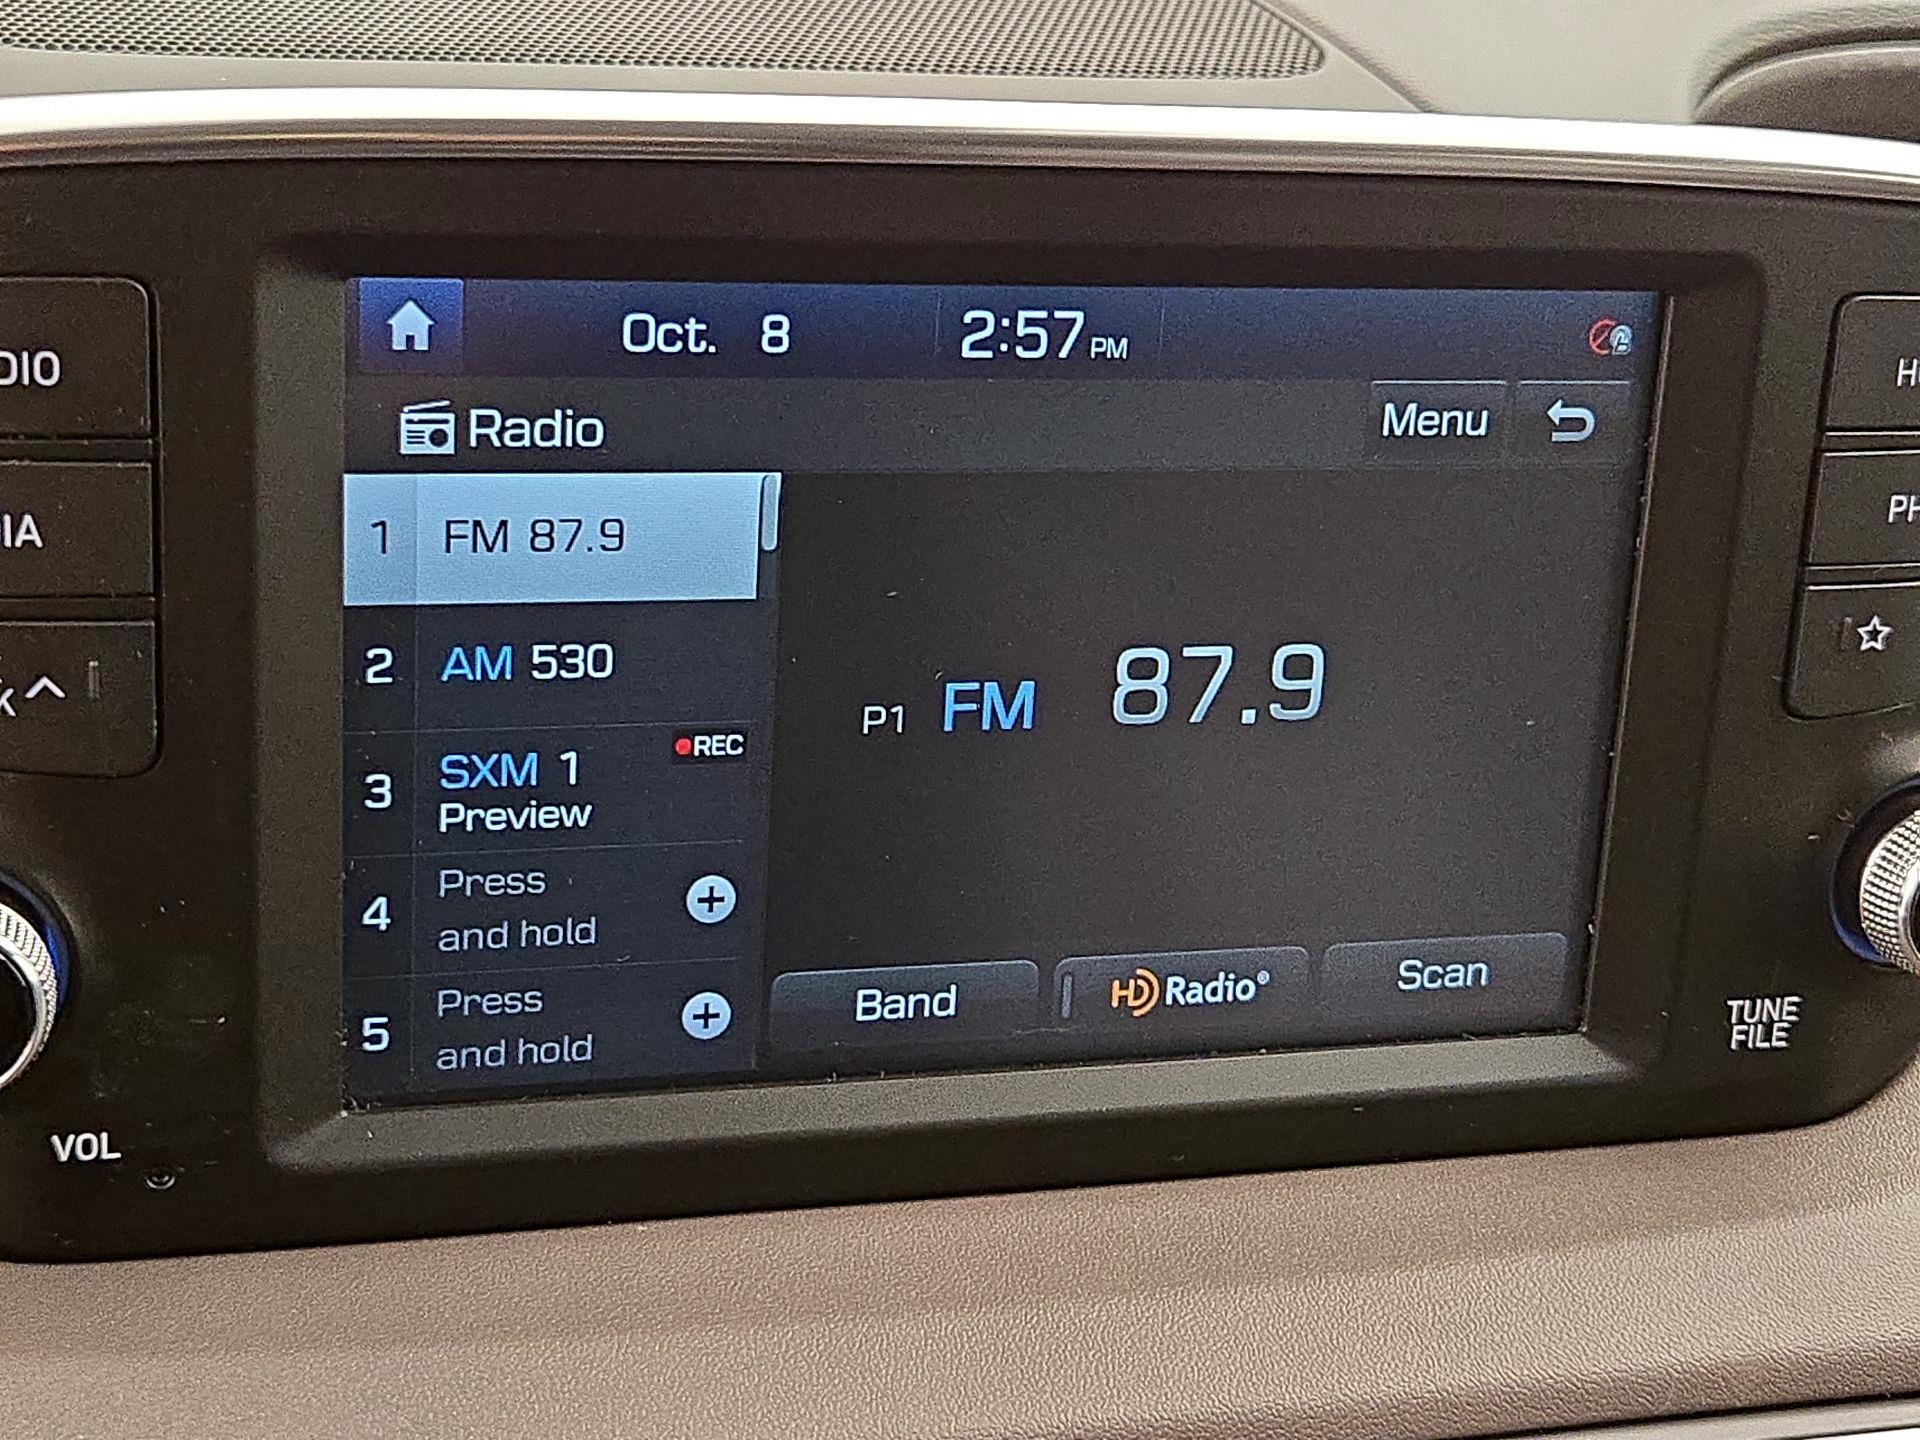 Oct. 8 2:57 PM
Radio Menu
1 FM 87.9
2 AM 530
3 SXM 1 REC
Preview
4 Press
and hold
5 Press
and hold
P1 FM 87.9
Band HD Radio® Scan
VOL
TUNE
FILE